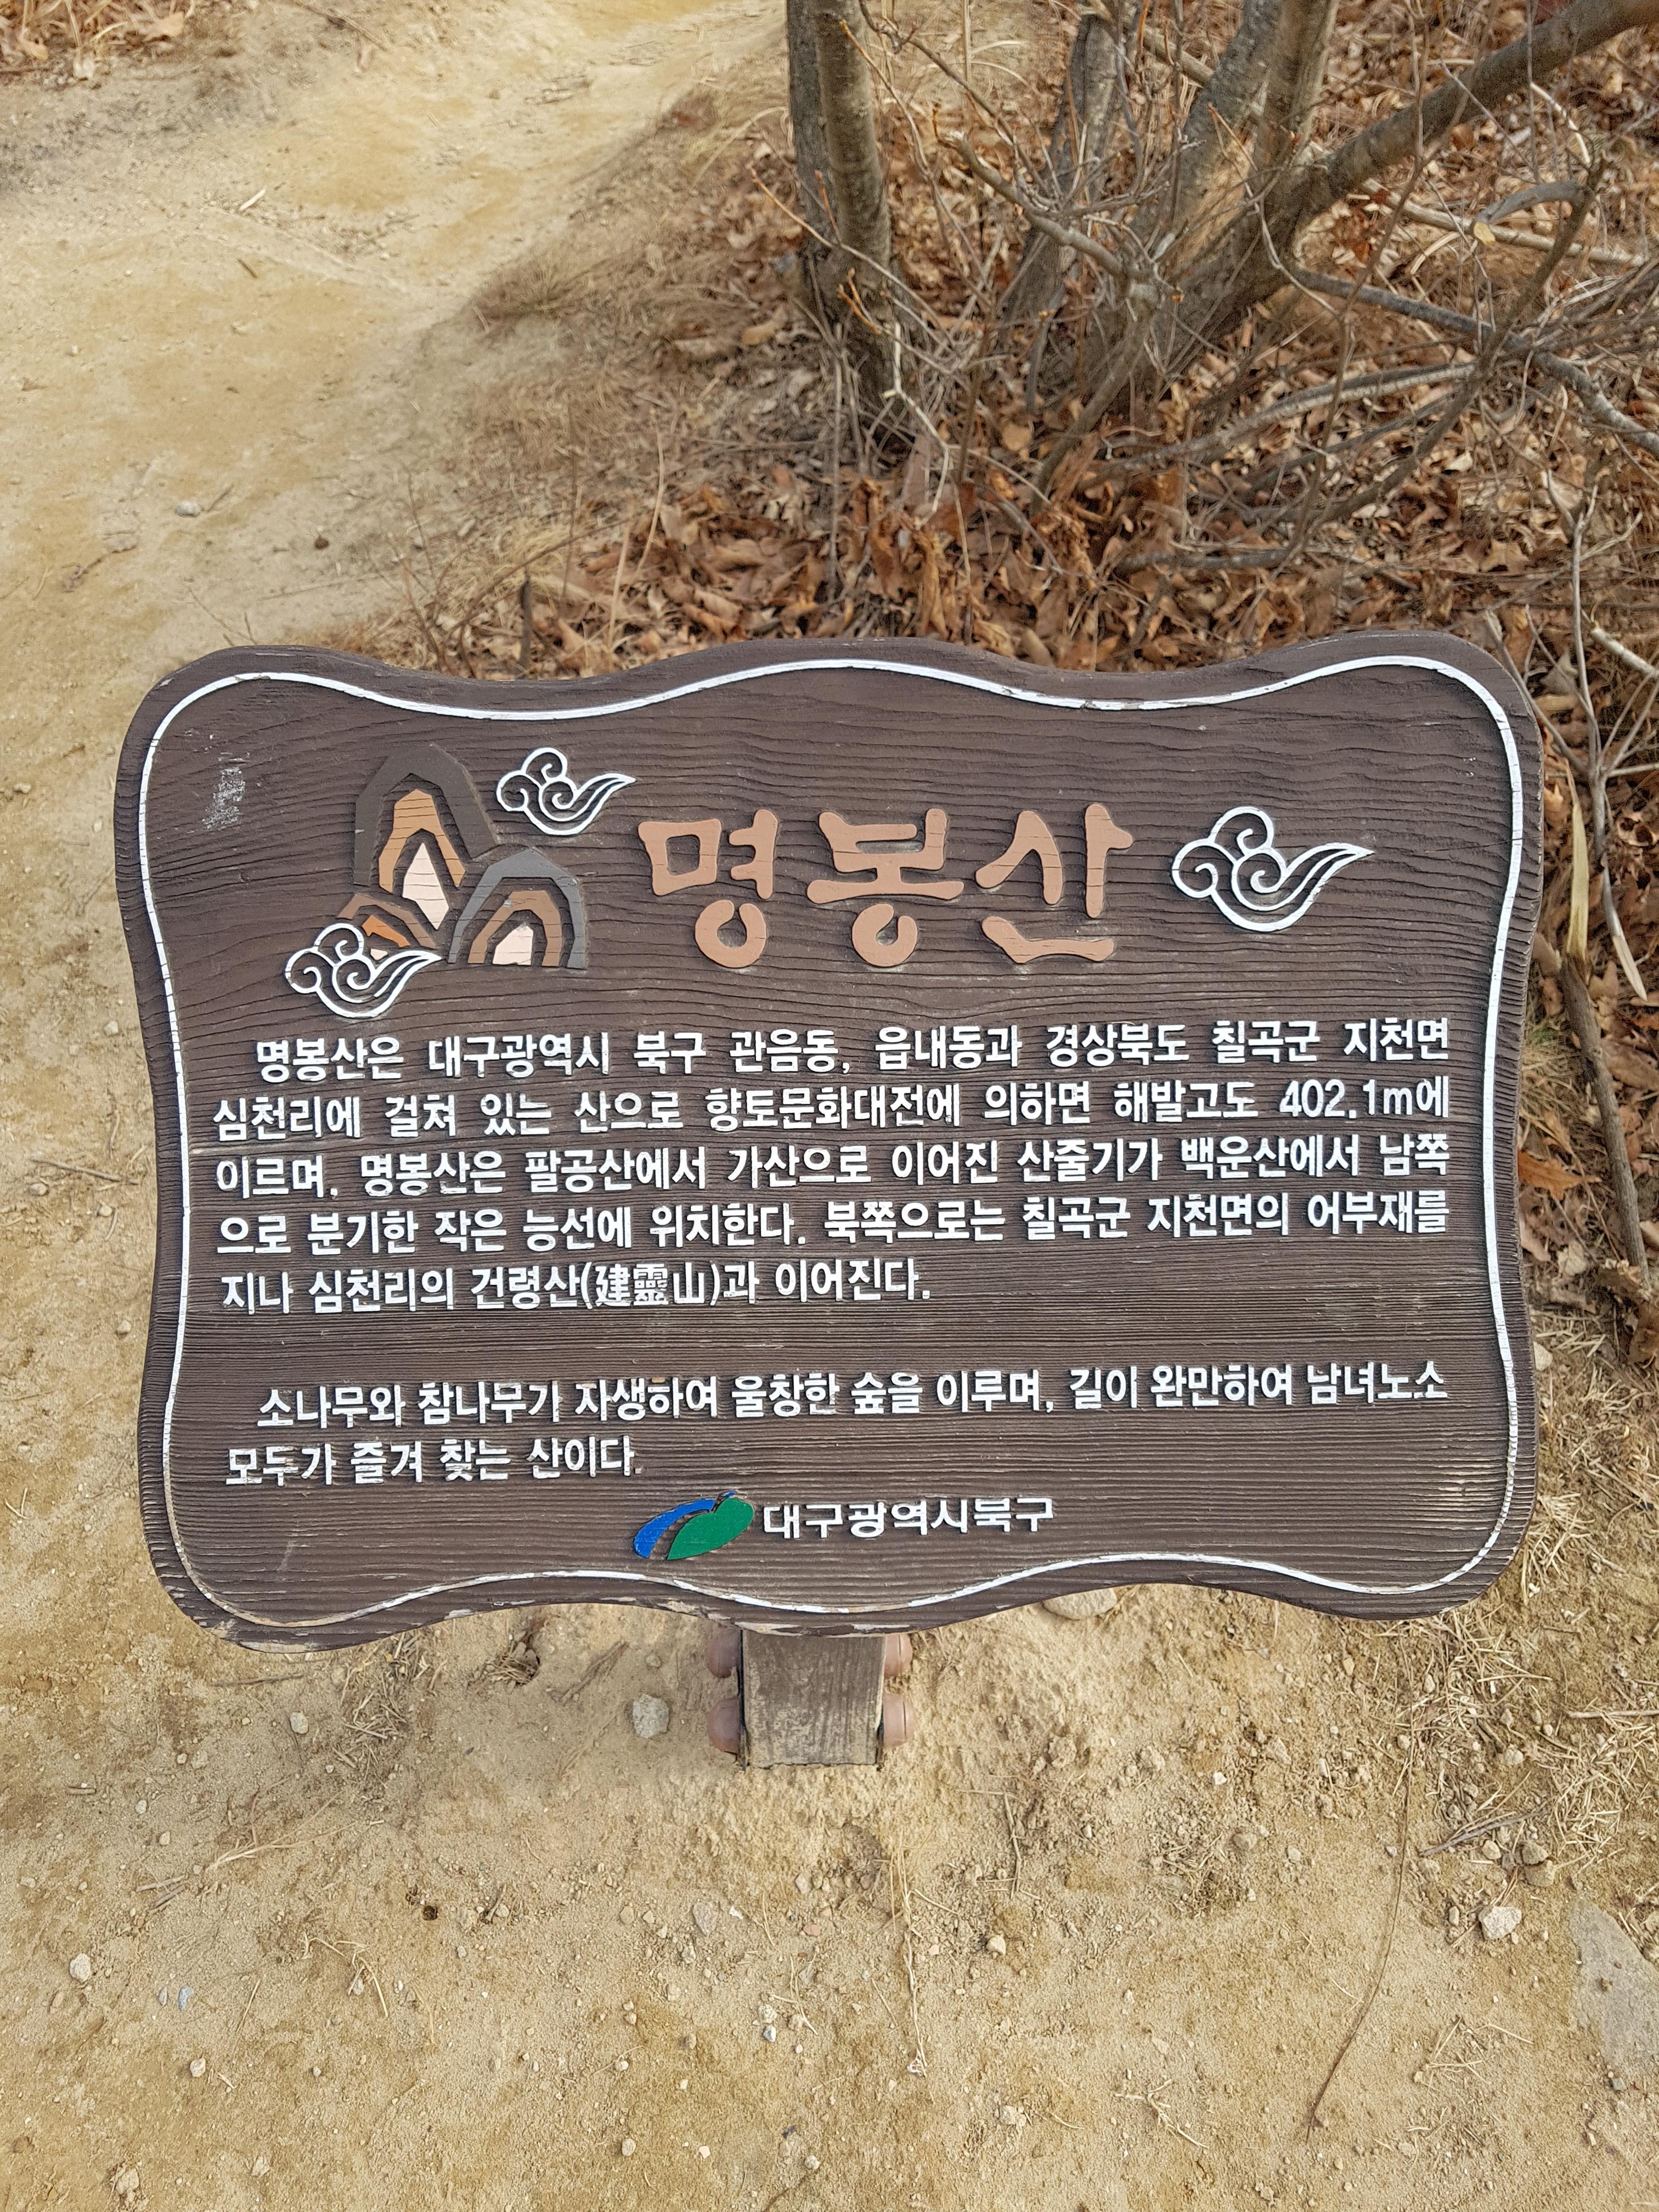 명봉산
명봉산은 대구광역시 북구 관음동, 읍내동과 경상북도 칠곡군 지천면
심천리에 걸쳐 있는 산으로 향토문화대전에 의하면 해발고도 402.1m에
이르며, 명봉산은 팔공산에서 가산으로 이어진 산줄기가 백운산에서 남쪽
으로 분기한 작은 능선에 위치한다. 북쪽으로는 칠곡군 지천면의 어부재를
지나 심천리의 건령산(建靈山)과 이어진다.
소나무와 참나무가 자생하여 울창한 숲을 이루며, 길이 완만하여 남녀노소
모두가 즐겨 찾는 산이다.
대구광역시북구